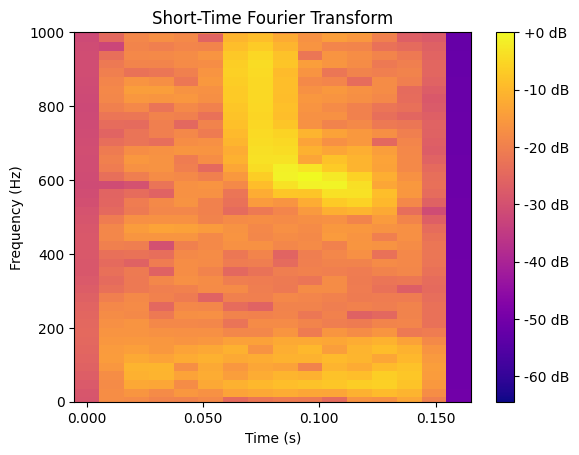 Short-Time Fourier Transform
Frequency (Hz)
1000
800
600
400
200
0
0.000
0.050
0.100
0.150
Time (s)
+0 dB
-10 dB
-20 dB
-30 dB
-40 dB
-50 dB
-60 dB